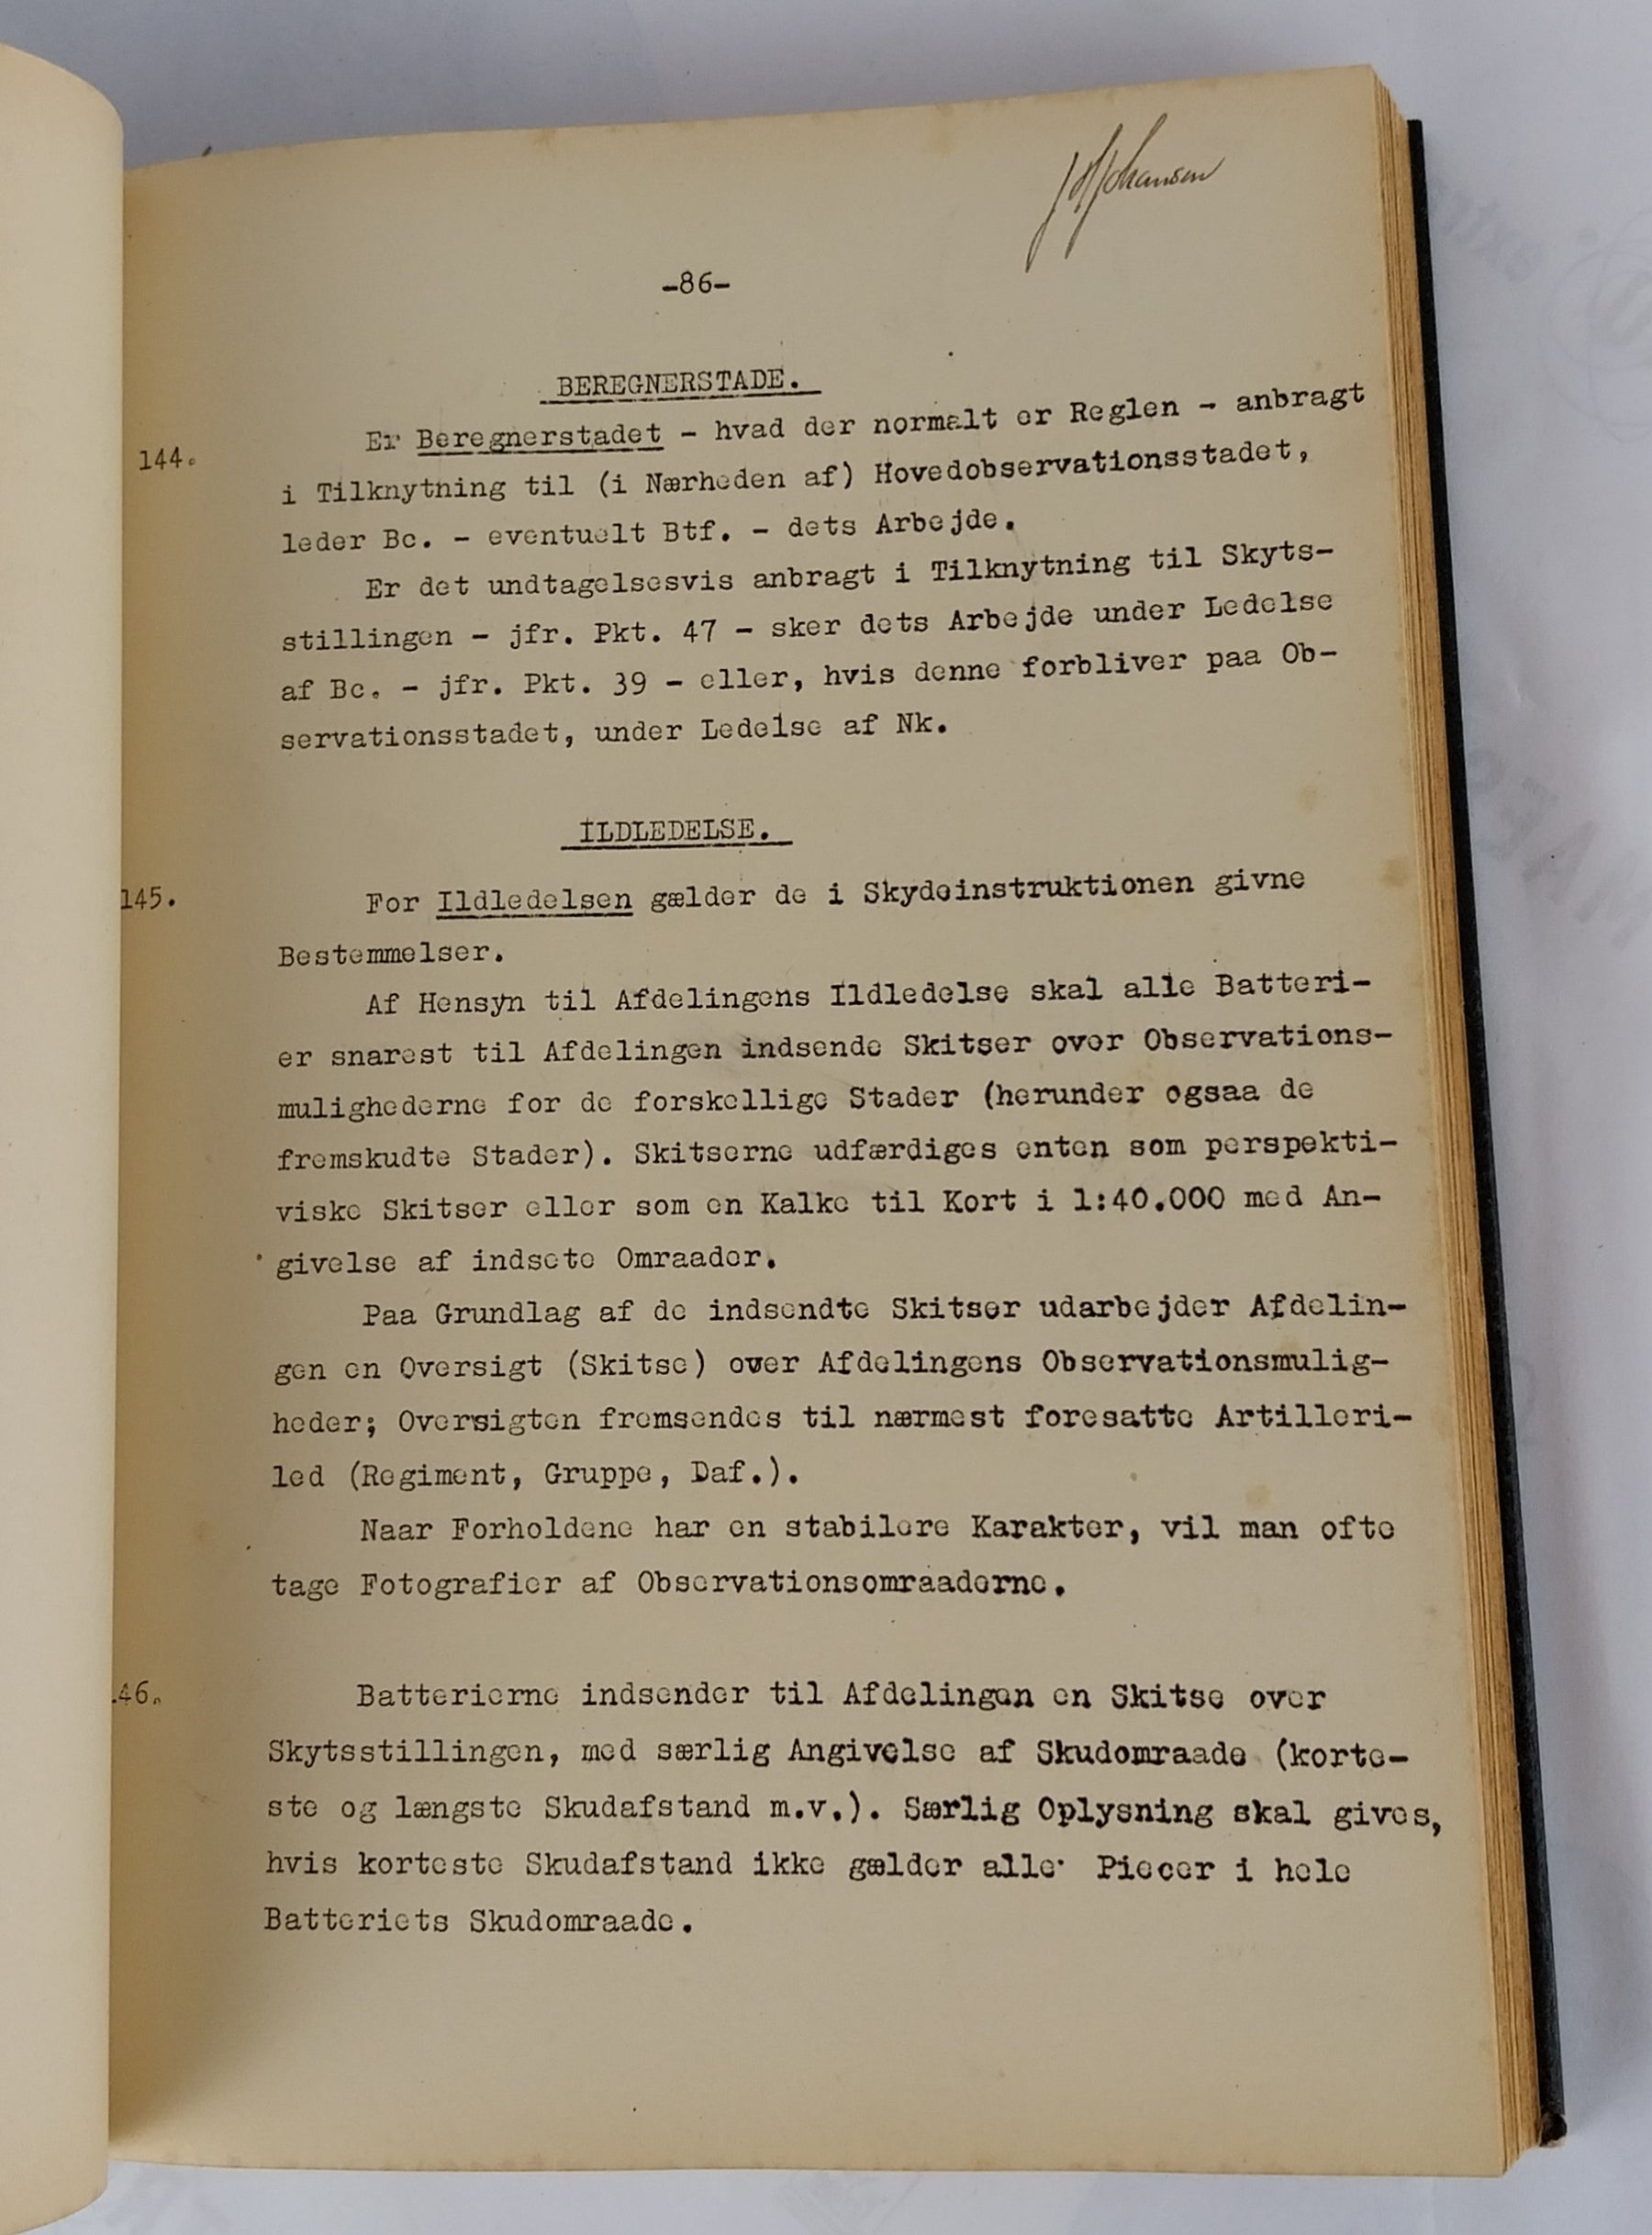 Johansen
-86-
BEREGNERSTADE.
144. Er Beregnerstadet - hvad der normalt er Reglen - anbragt
i Tilknytning til (i Nærheden af) Hovedobservationsstadet,
leder Bc. - eventuelt Btf. - dets Arbejde.
Er det undtagelsesvis anbragt i Tilknytning til Skyts-
stillingen - jfr. Pkt. 47 - sker dets Arbejde under Ledelse
af Bc. - jfr. Pkt. 39 - eller, hvis denne forbliver paa Ob-
servationsstadet, under Ledelse af Nk.
ILDLEDELSE.
145. For Ildledelsen gælder de i Skydeinstruktionen givne
Bestemmelser.
Af Hensyn til Afdelingens Ildledelse skal alle Batteri-
er snarest til Afdelingen indsende Skitser over Observations-
mulighederne for de forskellige Stader (herunder ogsaa de
fremskudte Stader). Skitserne udfærdiges enten som perspekti-
viske Skitser eller som en Kalke til Kort i 1:40.000 med An-
givelse af indsete Omraader.
Paa Grundlag af de indsendte Skitser udarbejder Afdelin-
gen en Oversigt (Skitse) over Afdelingens Observationsmulig-
heder; Oversigten fremsendes til nærmest foresatte Artilleri-
led (Regiment, Gruppe, Daf.).
Naar Forholdene har en stabilere Karakter, vil man ofte
tage Fotografier af Observationsomraaderne.
46. Batterierne indsender til Afdelingen en Skitse over
Skytsstillingen, med særlig Angivelse af Skudomraade (korte-
ste og længste Skudafstand m.v.). Særlig Oplysning skal gives,
hvis korteste Skudafstand ikke gælder alle Piecer i hele
Batteriets Skudomraade.